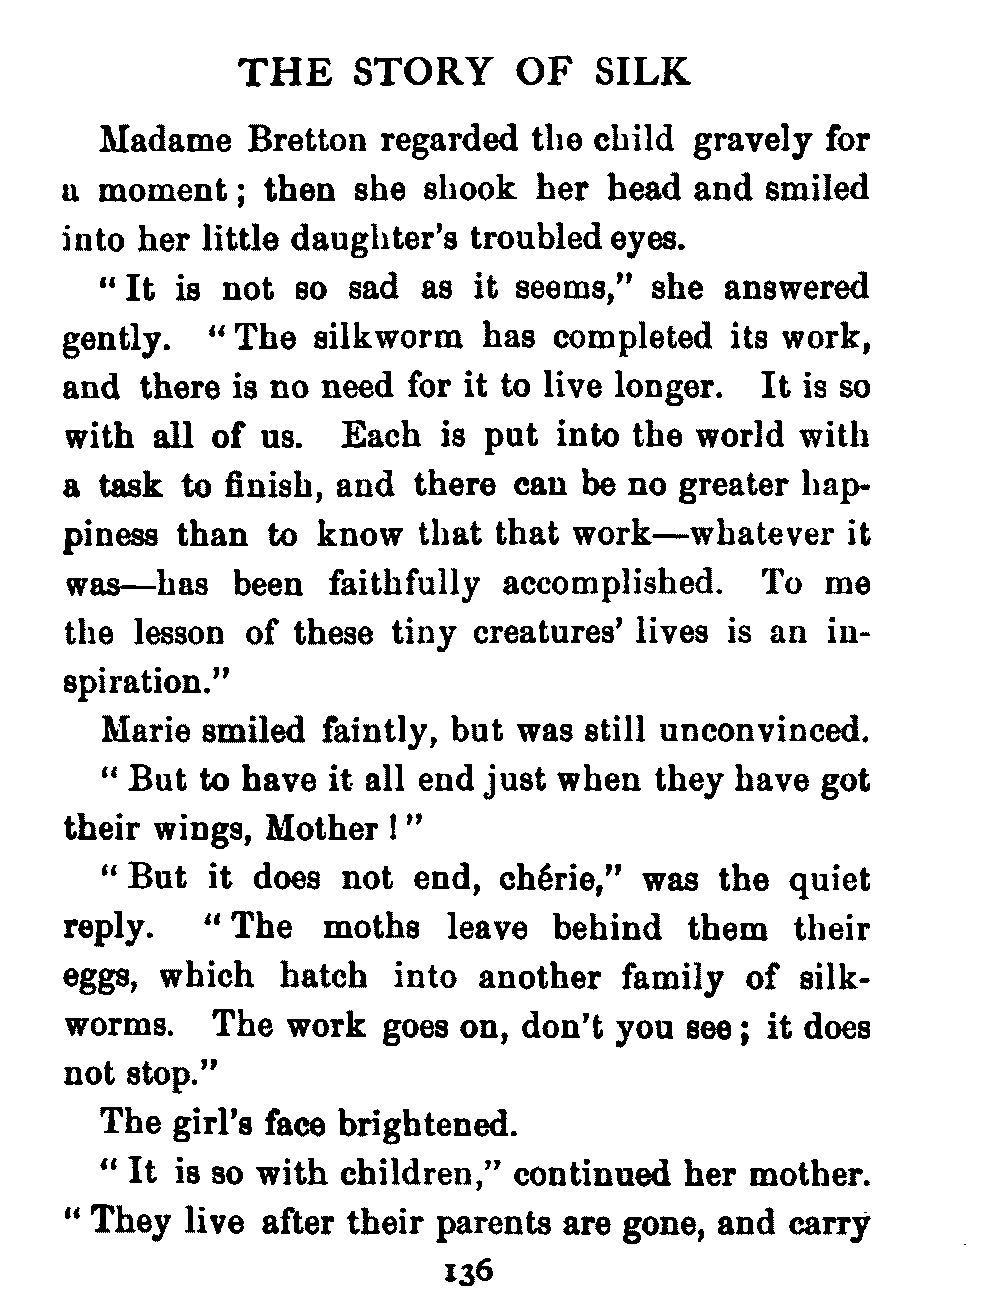 THE STORY OF SILK
Madame Bretton regarded the child gravely for
a moment; then she shook her head and smiled
into her little daughter's troubled eyes.
"It is not so sad as it seems," she answered
gently. "The silkworm has completed its work,
and there is no need for it to live longer. It is so
with all of us. Each is put into the world with
a task to finish, and there can be no greater hap-
piness than to know that that work—whatever it
was—has been faithfully accomplished. To me
the lesson of these tiny creatures' lives is an in-
spiration."
Marie smiled faintly, but was still unconvinced.
"But to have it all end just when they have got
their wings, Mother!"
"But it does not end, chérie," was the quiet
reply. "The moths leave behind them their
eggs, which hatch into another family of silk-
worms. The work goes on, don't you see; it does
not stop."
The girl's face brightened.
"It is so with children," continued her mother.
"They live after their parents are gone, and carry
136